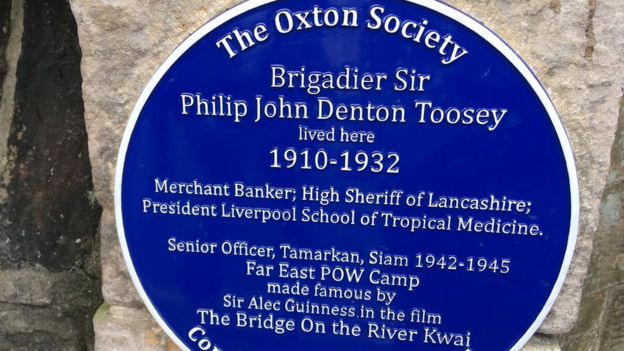 The Oxton Society
Brigadier Sir
Philip John Denton Toosey
lived here
1910-1932
Merchant Banker; High Sheriff of Lancashire;
President Liverpool School of Tropical Medicine.
Senior Officer, Tamarkan, Siam 1942-1945
Far East POW Camp
made famous by
Sir Alec Guinness in the film
The Bridge On the River Kwai